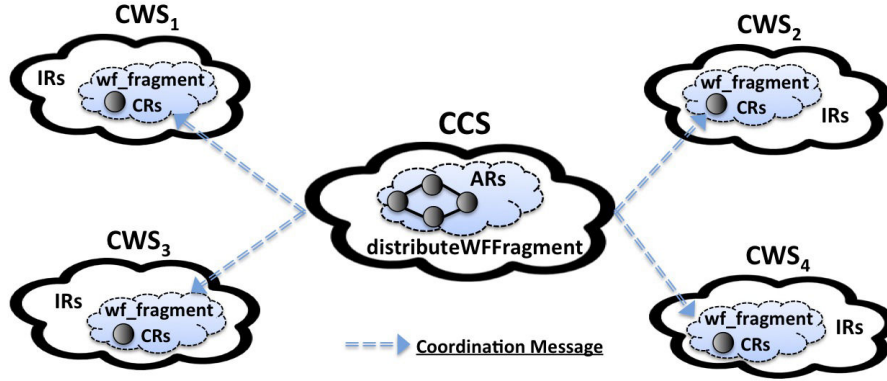 CWS1
IRs
wf_fragment
CRs
CWS2
wf_fragment
CRs
IRs
CCS
ARs
distributeWFFragment
CWS3
IRs
wf_fragment
CRs
CWS4
wf_fragment
CRs
IRs
Coordination Message